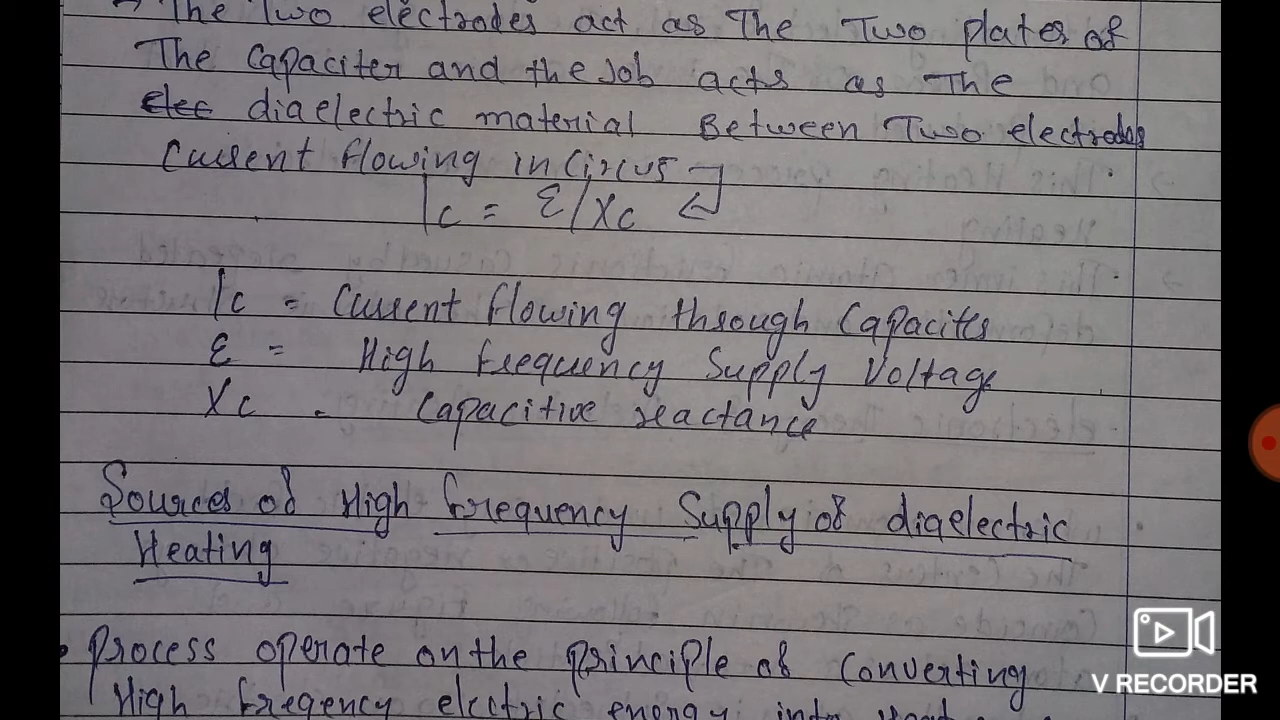 → The Two electrodes act as The Two plates of
The Capaciter and the Job acts as The
elec diaelectric material Between Two electrodes
Current flowing in Circus
Ic = E/Xc
Ic = Current flowing through Capacites
E = High frequency Supply Voltage
Xc = Capacitive reactance
Sources of High frequency Supply of diaelectric
Heating
• Process operate on the principle of Converting
High freqency electric energy into Heat
V RECORDER